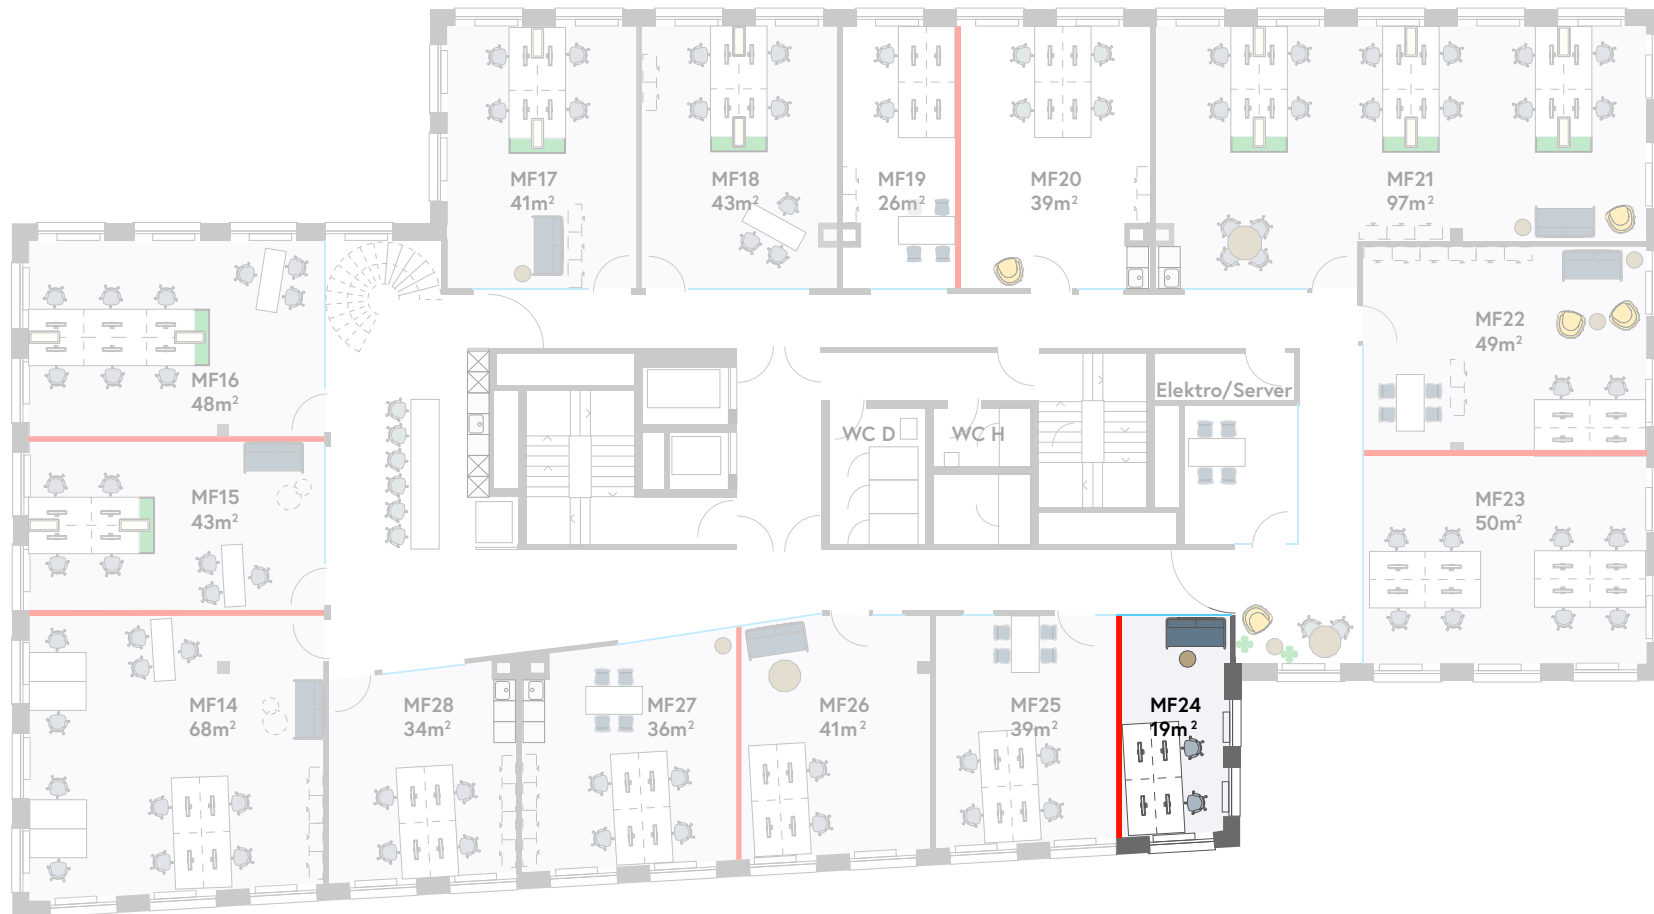 MF17
41m²
MF18
43m²
MF19
26m²
MF20
39m²
MF21
97m²
MF22
49m²
MF16
48m²
Elektro/Server
WC D
WC H
MF15
43m²
MF23
50m²
MF14
68m²
MF28
34m²
MF27
36m²
MF26
41m²
MF25
39m²
MF24
19m²